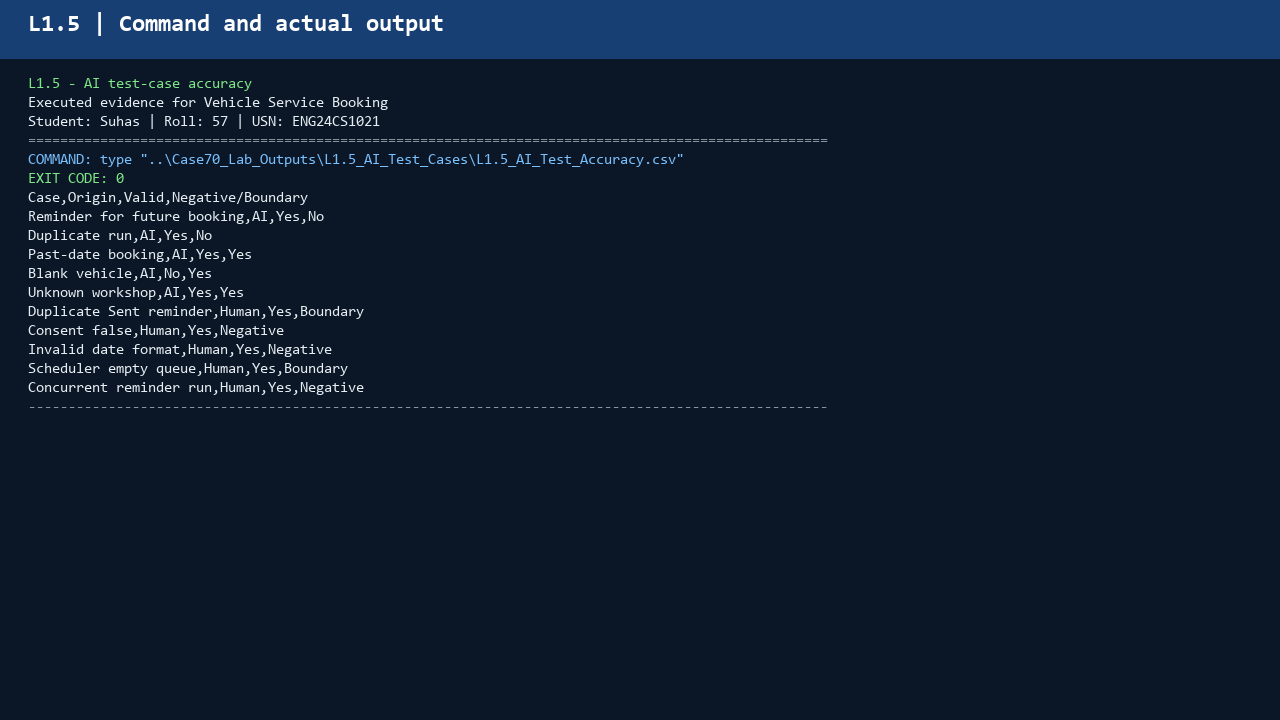 L1.5 | Command and actual output
L1.5 - AI test-case accuracy
Executed evidence for Vehicle Service Booking
Student: Suhas | Roll: 57 | USN: ENG24CS1021
====================================================================================================
COMMAND: type "..\Case70_Lab_Outputs\L1.5_AI_Test_Cases\L1.5_AI_Test_Accuracy.csv"
EXIT CODE: 0
Case,Origin,Valid,Negative/Boundary
Reminder for future booking,AI,Yes,No
Duplicate run,AI,Yes,No
Past-date booking,AI,Yes,Yes
Blank vehicle,AI,No,Yes
Unknown workshop,AI,Yes,Yes
Duplicate Sent reminder,Human,Yes,Boundary
Consent false,Human,Yes,Negative
Invalid date format,Human,Yes,Negative
Scheduler empty queue,Human,Yes,Boundary
Concurrent reminder run,Human,Yes,Negative
----------------------------------------------------------------------------------------------------